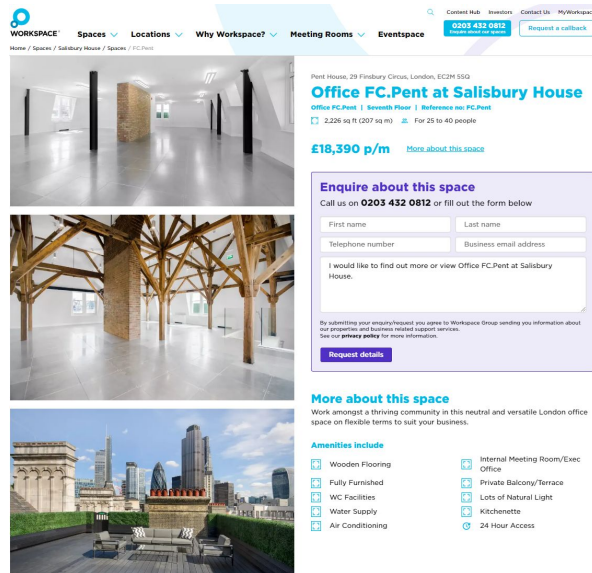 Content Hub Investors Contact Us MyWorkspac
WORKSPACE
Spaces Locations Why Workspace? Meeting Rooms Eventspace
0203 432 0812
Enquire about our spaces
Request a callback
Home / Spaces / Salisbury House / Spaces / FC.Pent
Pent House, 29 Finsbury Circus, London, EC2M 5SQ
Office FC.Pent at Salisbury House
Office FC.Pent | Seventh Floor | Reference no: FC.Pent
2,226 sq ft (207 sq m) For 25 to 40 people
£18,390 p/m More about this space
Enquire about this space
Call us on 0203 432 0812 or fill out the form below
First name Last name
Telephone number Business email address
I would like to find out more or view Office FC.Pent at Salisbury
House.
By submitting your enquiry/request you agree to Workspace Group sending you information about
our properties and business related support services.
See our privacy policy for more information.
Request details
More about this space
Work amongst a thriving community in this neutral and versatile London office
space on flexible terms to suit your business.
Amenities include
Wooden Flooring
Fully Furnished
WC Facilities
Water Supply
Air Conditioning
Internal Meeting Room/Exec
Office
Private Balcony/Terrace
Lots of Natural Light
Kitchenette
24 Hour Access